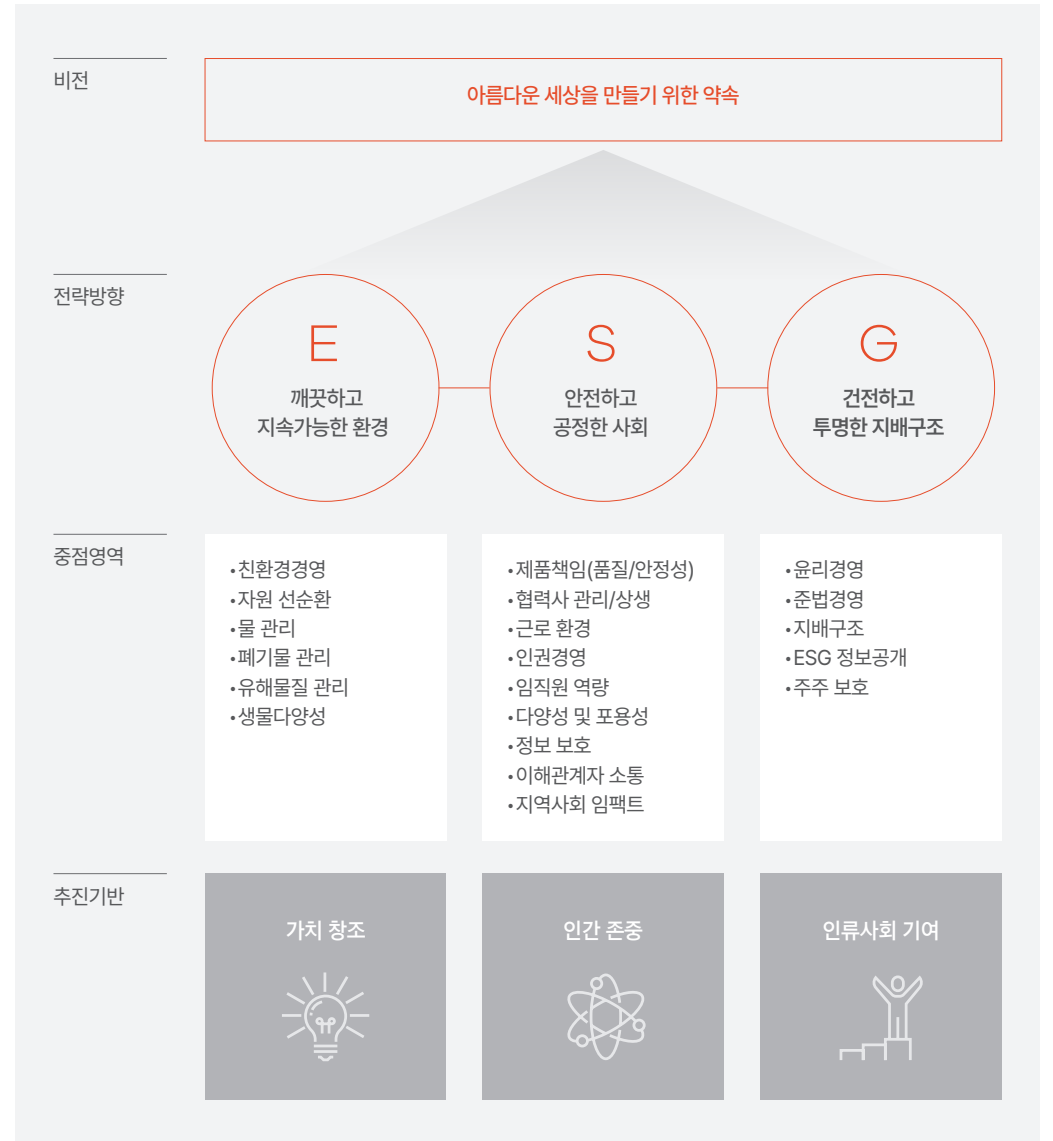 비전
아름다운 세상을 만들기 위한 약속
전략방향
E
깨끗하고
지속가능한 환경
S
안전하고
공정한 사회
G
건전하고
투명한 지배구조
중점영역
•친환경경영
•자원 선순환
•물 관리
•폐기물 관리
•유해물질 관리
•생물다양성
•제품책임(품질/안정성)
•협력사 관리/상생
•근로 환경
•인권경영
•임직원 역량
•다양성 및 포용성
•정보 보호
•이해관계자 소통
•지역사회 임팩트
•윤리경영
•준법경영
•지배구조
•ESG 정보공개
•주주 보호
추진기반
가치 창조
인간 존중
인류사회 기여